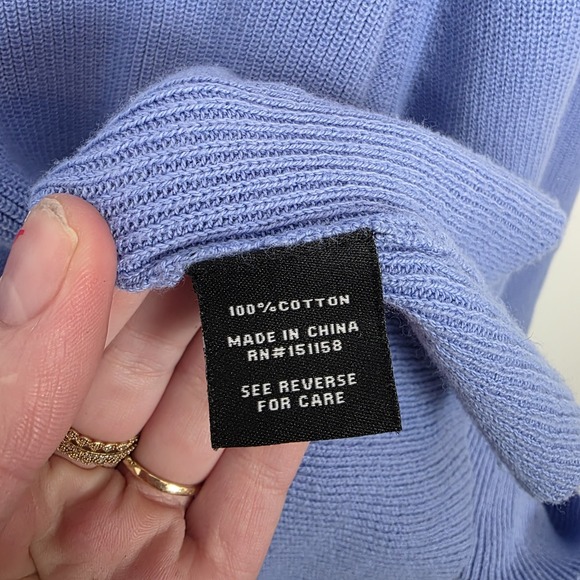 100% COTTON
MADE IN CHINA
RN#151158
SEE REVERSE
FOR CARE